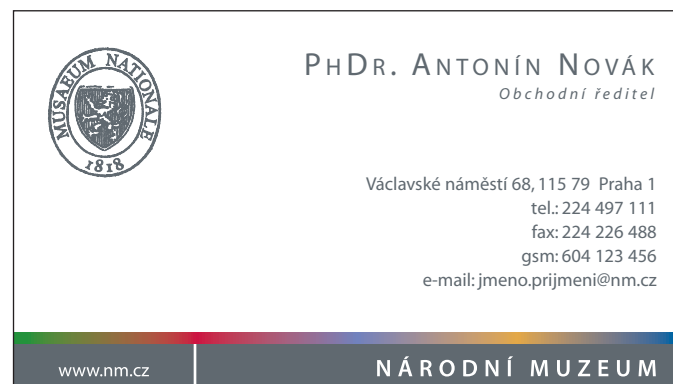 MUSAEUM NATIONALE
1818
PHDR. ANTONÍN NOVÁK
Obchodní ředitel
Václavské náměstí 68, 115 79 Praha 1
tel.: 224 497 111
fax: 224 226 488
gsm: 604 123 456
e-mail: jmeno.prijmeni@nm.cz
www.nm.cz
NÁRODNÍ MUZEUM